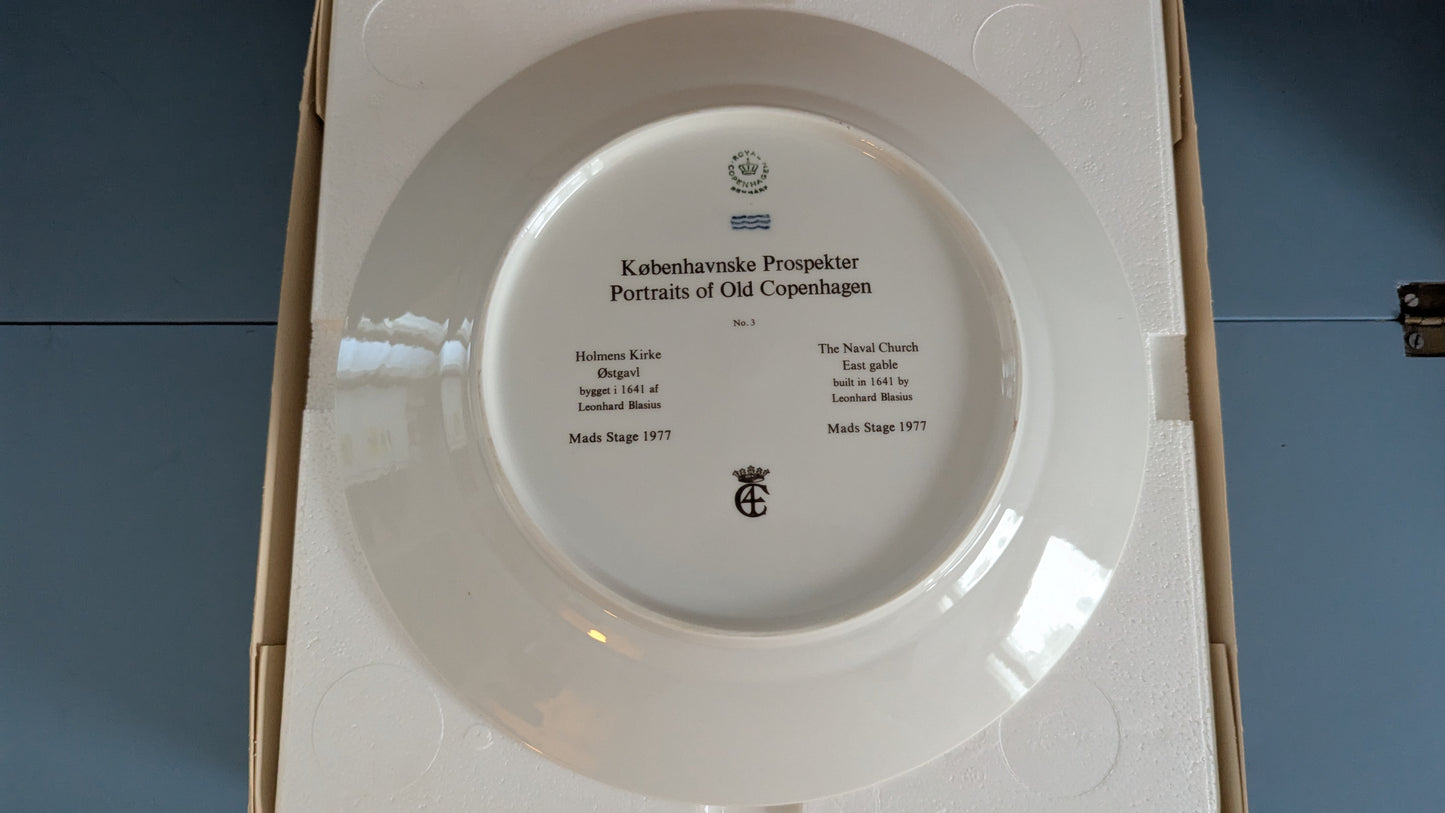 ROYAL
COPENHAGEN
DENMARK
Københavnske Prospekter
Portraits of Old Copenhagen
No. 3
Holmens Kirke
Østgavl
bygget i 1641 af
Leonhard Blasius
Mads Stage 1977
The Naval Church
East gable
built in 1641 by
Leonhard Blasius
Mads Stage 1977
C4